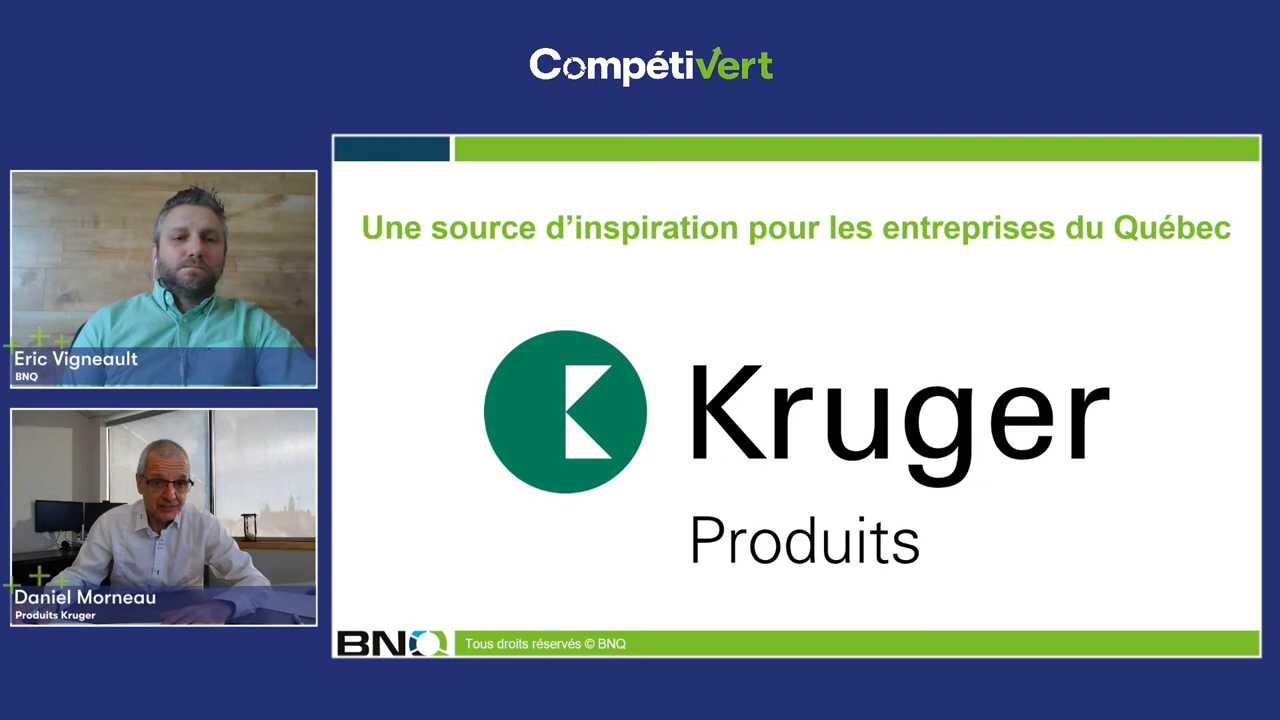 CompétiVert
Une source d’inspiration pour les entreprises du Québec
Eric Vigneault
BNQ
K Kruger
Produits
Daniel Morneau
Produits Kruger
BNQ
Tous droits réservés © BNQ